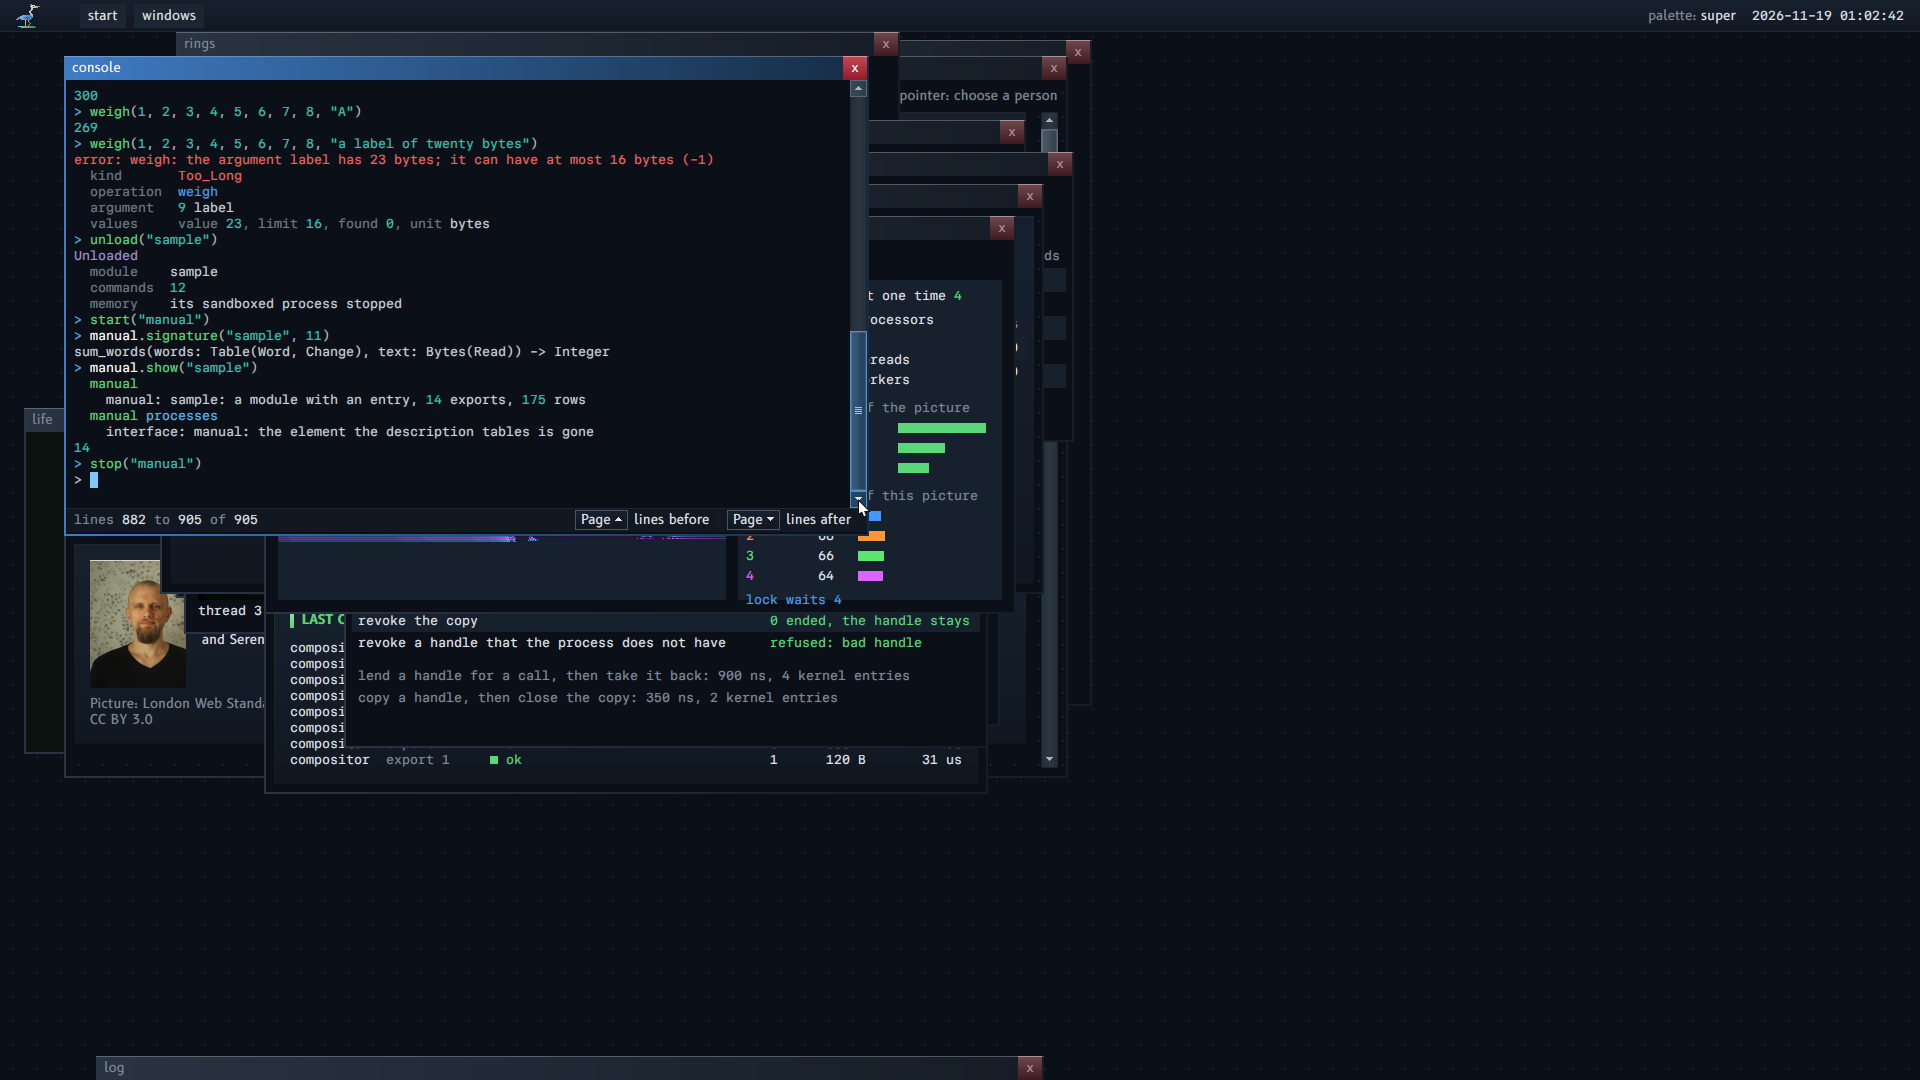 start windows palette: super 2026-11-19 01:02:42
rings x
x
console x
x
300
pointer: choose a person
> weigh(1, 2, 3, 4, 5, 6, 7, 8, "A")
269
x
> weigh(1, 2, 3, 4, 5, 6, 7, 8, "a label of twenty bytes")
error: weigh: the argument label has 23 bytes; it can have at most 16 bytes (-1)
x
kind Too_Long
operation weigh
x
argument 9 label
values value 23, limit 16, found 0, unit bytes
x
> unload("sample")
Unloaded
ds
module sample
commands 12
memory its sandboxed process stopped
t one time 4
> start("manual")
ocessors
> manual.signature("sample", 11)
sum_words(words: Table(Word, Change), text: Bytes(Read)) -> Integer
reads
> manual.show("sample")
rkers
manual
manual: sample: a module with an entry, 14 exports, 175 rows
f the picture
manual processes
life
interface: manual: the element the description tables is gone
14
> stop("manual")
>
f this picture
lines 882 to 905 of 905 Page lines before Page lines after
2 68
3 66
4 64
lock waits 4
thread 3
LAST C
revoke the copy 0 ended, the handle stays
and Seren
revoke a handle that the process does not have refused: bad handle
composi
composi
lend a handle for a call, then take it back: 900 ns, 4 kernel entries
composi
composi
copy a handle, then close the copy: 350 ns, 2 kernel entries
Picture: London Web Standa
CC BY 3.0
composi
composi
composi
compositor export 1 ok 1 120 B 31 us
log x